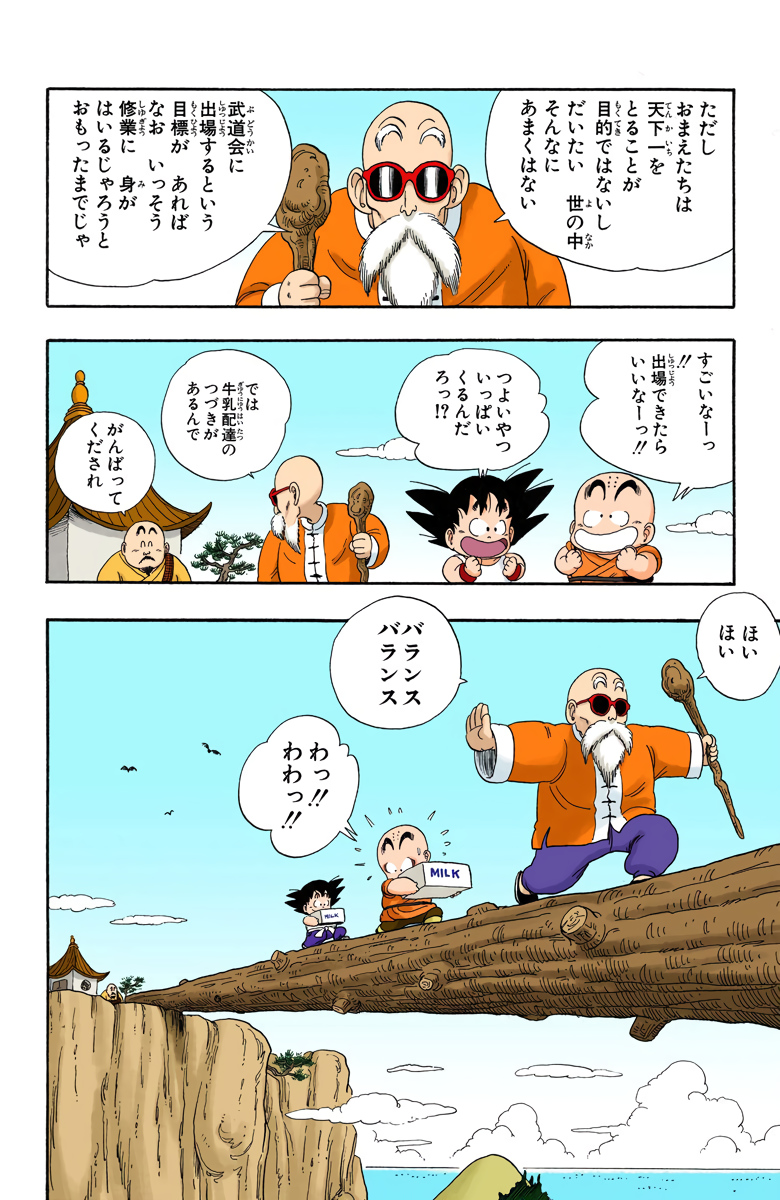 ただし
おまえたちは
天下一を
とることが
目的ではないし
だいたい 世の中
そんなに
あまくはない
武道会に
出場するという
目標が あれば
なお いっそう
修業に 身が
はいるじゃろうと
おもったまでじゃ
すごいなーっ
!!
出場できたら
いいなーっ!!
つよいやつ
いっぱい
くるんだ
ろっ!?
では
牛乳配達の
つづきが
あるんで
がんばって
くだされ
ほい
ほい
バランス
バランス
わっ!!
わわっ!!
MILK
MILK